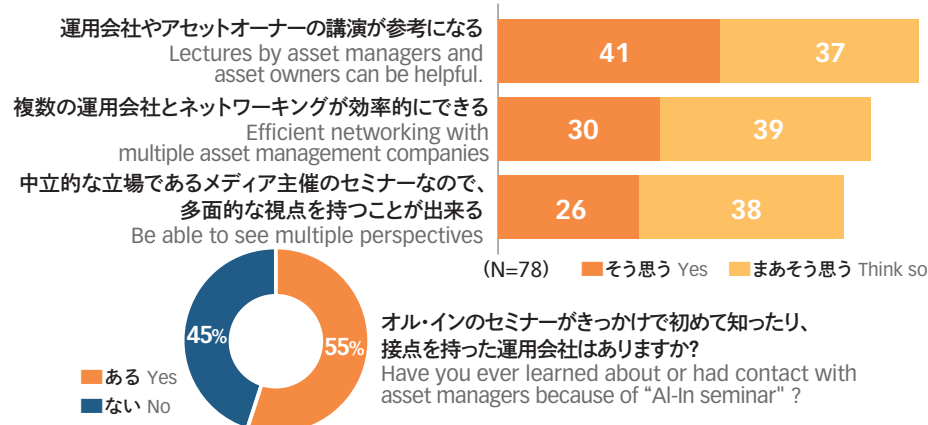 運用会社やアセットオーナーの講演が参考になる
Lectures by asset managers and
asset owners can be helpful.
41
37
複数の運用会社とネットワーキングが効率的にできる
Efficient networking with
multiple asset management companies
30
39
中立的な立場であるメディア主催のセミナーなので、
多面的な視点を持つことが出来る
Be able to see multiple perspectives
26
38
(N=78) そう思う Yes まあそう思う Think so
45%
55%
ある Yes
ない No
オル・インのセミナーがきっかけで初めて知ったり、
接点を持った運用会社はありますか?
Have you ever learned about or had contact with
asset managers because of “Al-In seminar" ?